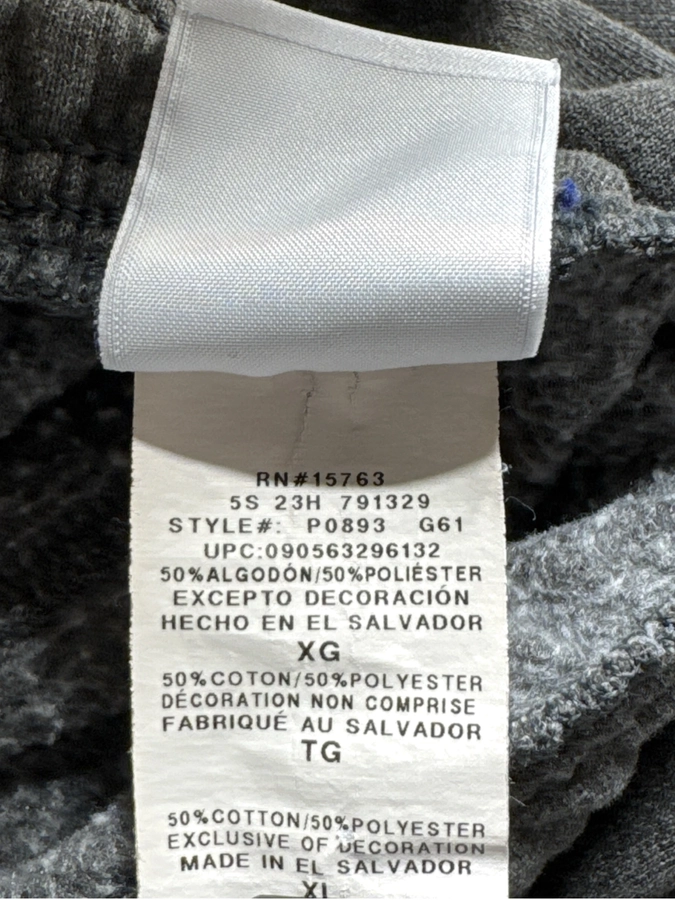 RN#15763
5S 23H 791329
STYLE#: P0893 G61
UPC:090563296132
50%ALGODÓN/50%POLIÉSTER
EXCEPTO DECORACIÓN
HECHO EN EL SALVADOR
XG
50%COTON/50%POLYESTER
DÉCORATION NON COMPRISE
FABRIQUÉ AU SALVADOR
TG
50%COTTON/50%POLYESTER
EXCLUSIVE OF DECORATION
MADE IN EL SALVADOR
XL